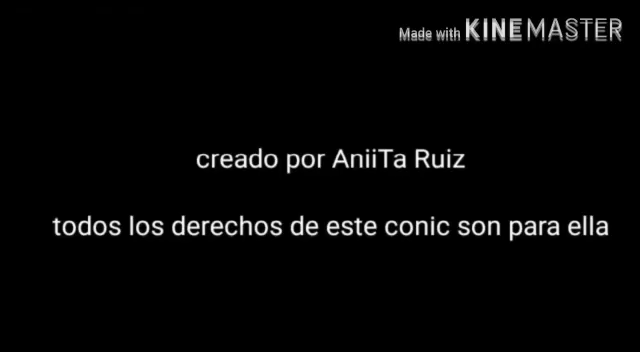 Made with KINEMASTER
creado por AniiTa Ruiz
todos los derechos de este conic son para ella